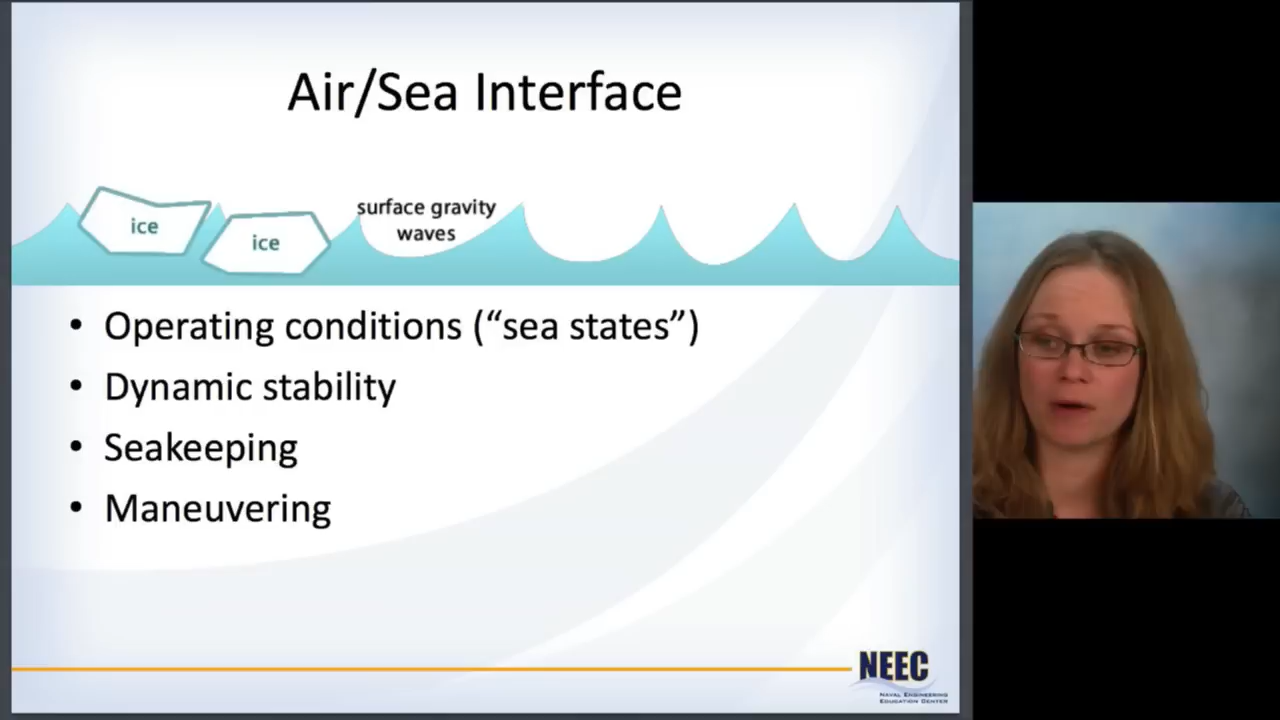 Air/Sea Interface
surface gravity
waves
ice
ice
• Operating conditions (“sea states”)
• Dynamic stability
• Seakeeping
• Maneuvering
NEEC
Naval Engineering
Education Center